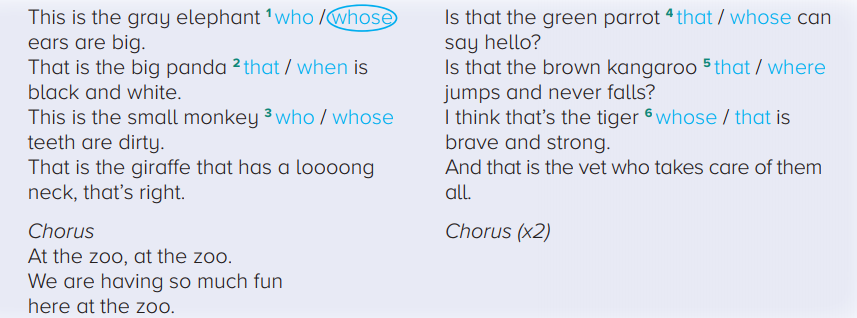 This is the gray elephant 1 who / whose
ears are big.
That is the big panda 2 that / when is
black and white.
This is the small monkey 3 who / whose
teeth are dirty.
That is the giraffe that has a loooong
neck, that's right.
Chorus
At the zoo, at the zoo.
We are having so much fun
here at the zoo.
Is that the green parrot 4 that / whose can
say hello?
Is that the brown kangaroo 5 that / where
jumps and never falls?
I think that's the tiger 6 whose / that is
brave and strong.
And that is the vet who takes care of them
all.
Chorus (x2)